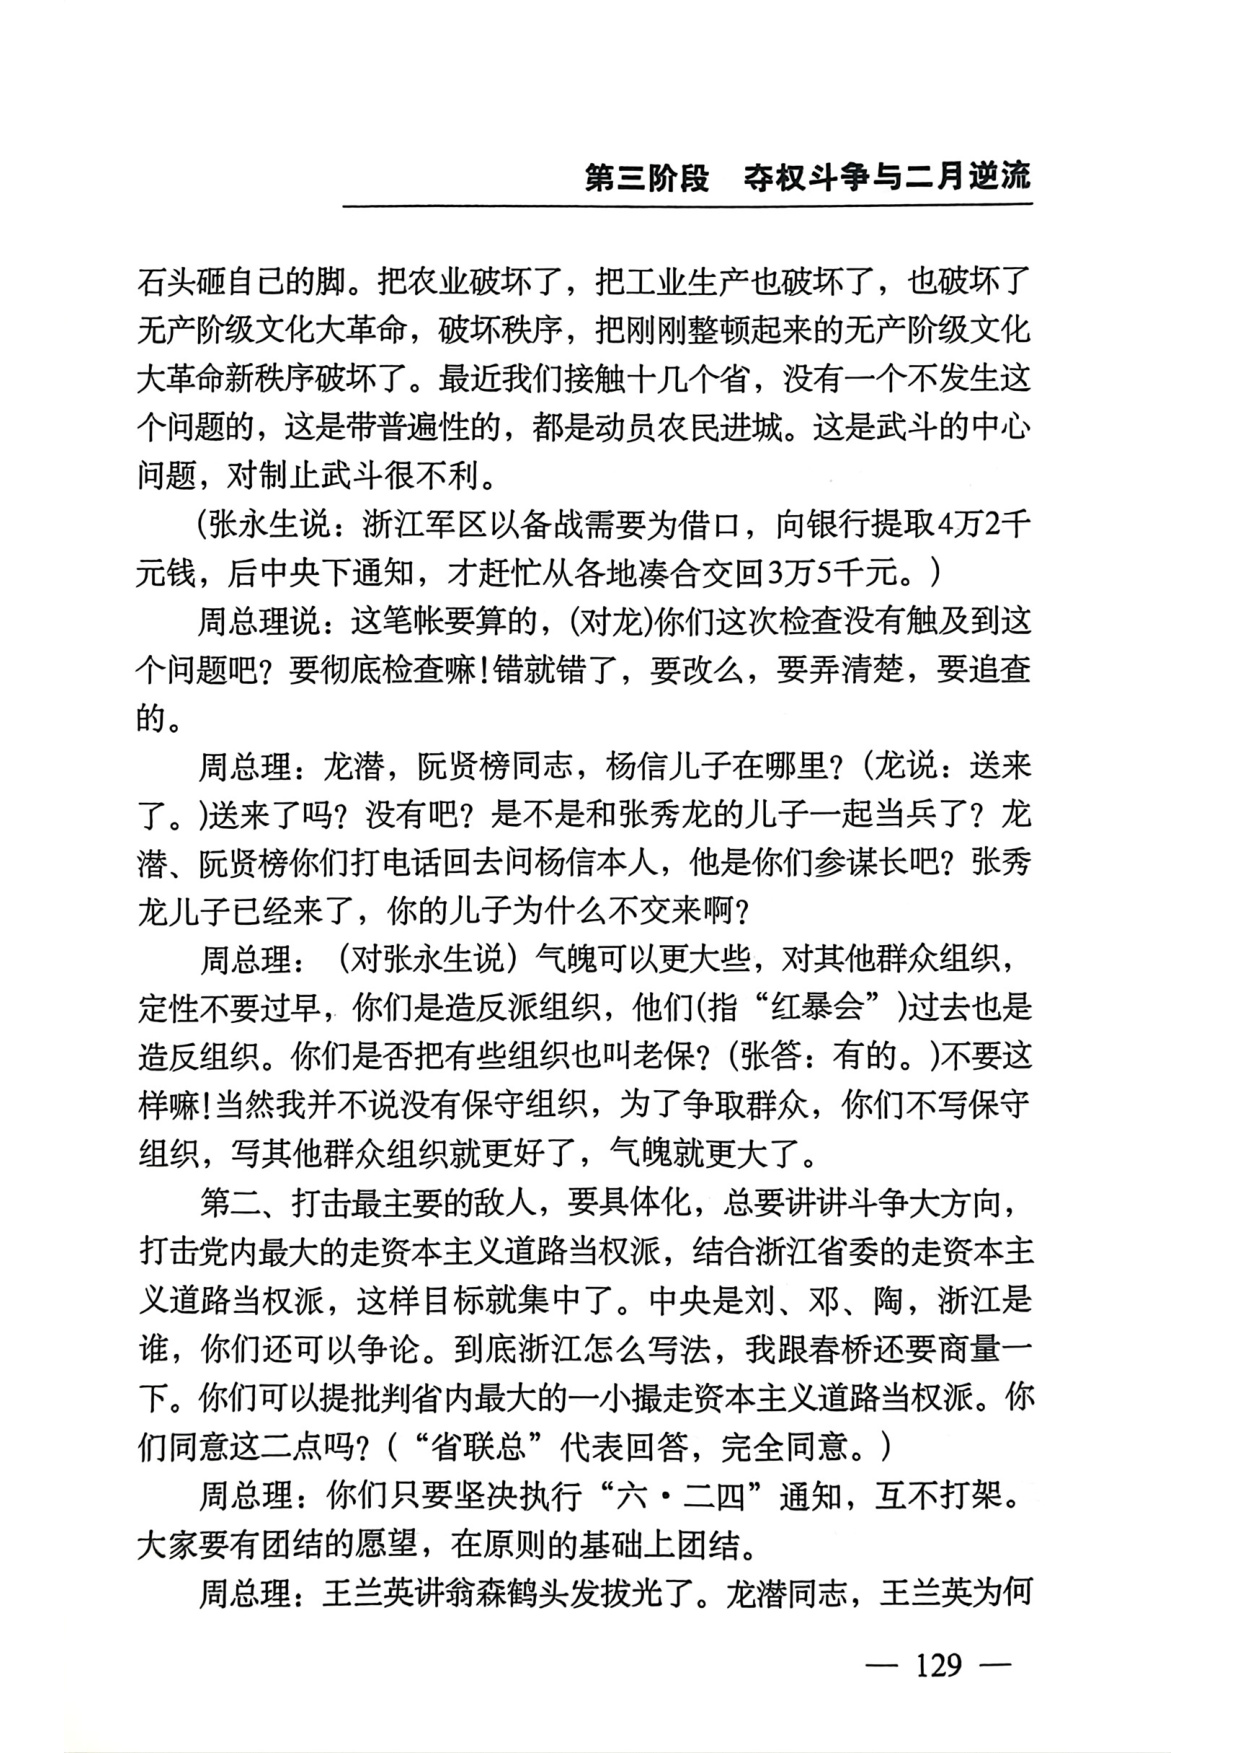 第三阶段　夺权斗争与二月逆流
石头砸自己的脚。把农业破坏了，把工业生产也破坏了，也破坏了
无产阶级文化大革命，破坏秩序，把刚刚整顿起来的无产阶级文化
大革命新秩序破坏了。最近我们接触十几个省，没有一个不发生这
个问题的，这是带普遍性的，都是动员农民进城。这是武斗的中心
问题，对制止武斗很不利。
(张永生说：浙江军区以备战需要为借口，向银行提取4万2千
元钱，后中央下通知，才赶忙从各地凑合交回3万5千元。)
周总理说：这笔帐要算的，(对龙)你们这次检查没有触及到这
个问题吧？要彻底检查嘛！错就错了，要改么，要弄清楚，要追查
的。
周总理：龙潜，阮贤榜同志，杨信儿子在哪里？(龙说：送来
了。)送来了吗？没有吧？是不是和张秀龙的儿子一起当兵了？龙
潜、阮贤榜你们打电话回去问杨信本人，他是你们参谋长吧？张秀
龙儿子已经来了，你的儿子为什么不交来啊？
周总理：（对张永生说）气魄可以更大些，对其他群众组织，
定性不要过早，你们是造反派组织，他们(指“红暴会”)过去也是
造反组织。你们是否把有些组织也叫老保？(张答：有的。)不要这
样嘛！当然我并不说没有保守组织，为了争取群众，你们不写保守
组织，写其他群众组织就更好了，气魄就更大了。
第二、打击最主要的敌人，要具体化，总要讲讲斗争大方向，
打击党内最大的走资本主义道路当权派，结合浙江省委的走资本主
义道路当权派，这样目标就集中了。中央是刘、邓、陶，浙江是
谁，你们还可以争论。到底浙江怎么写法，我跟春桥还要商量一
下。你们可以提批判省内最大的一小撮走资本主义道路当权派。你
们同意这二点吗？(“省联总”代表回答，完全同意。)
周总理：你们只要坚决执行“六·二四”通知，互不打架。
大家要有团结的愿望，在原则的基础上团结。
周总理：王兰英讲翁森鹤头发拔光了。龙潜同志，王兰英为何
— 129 —